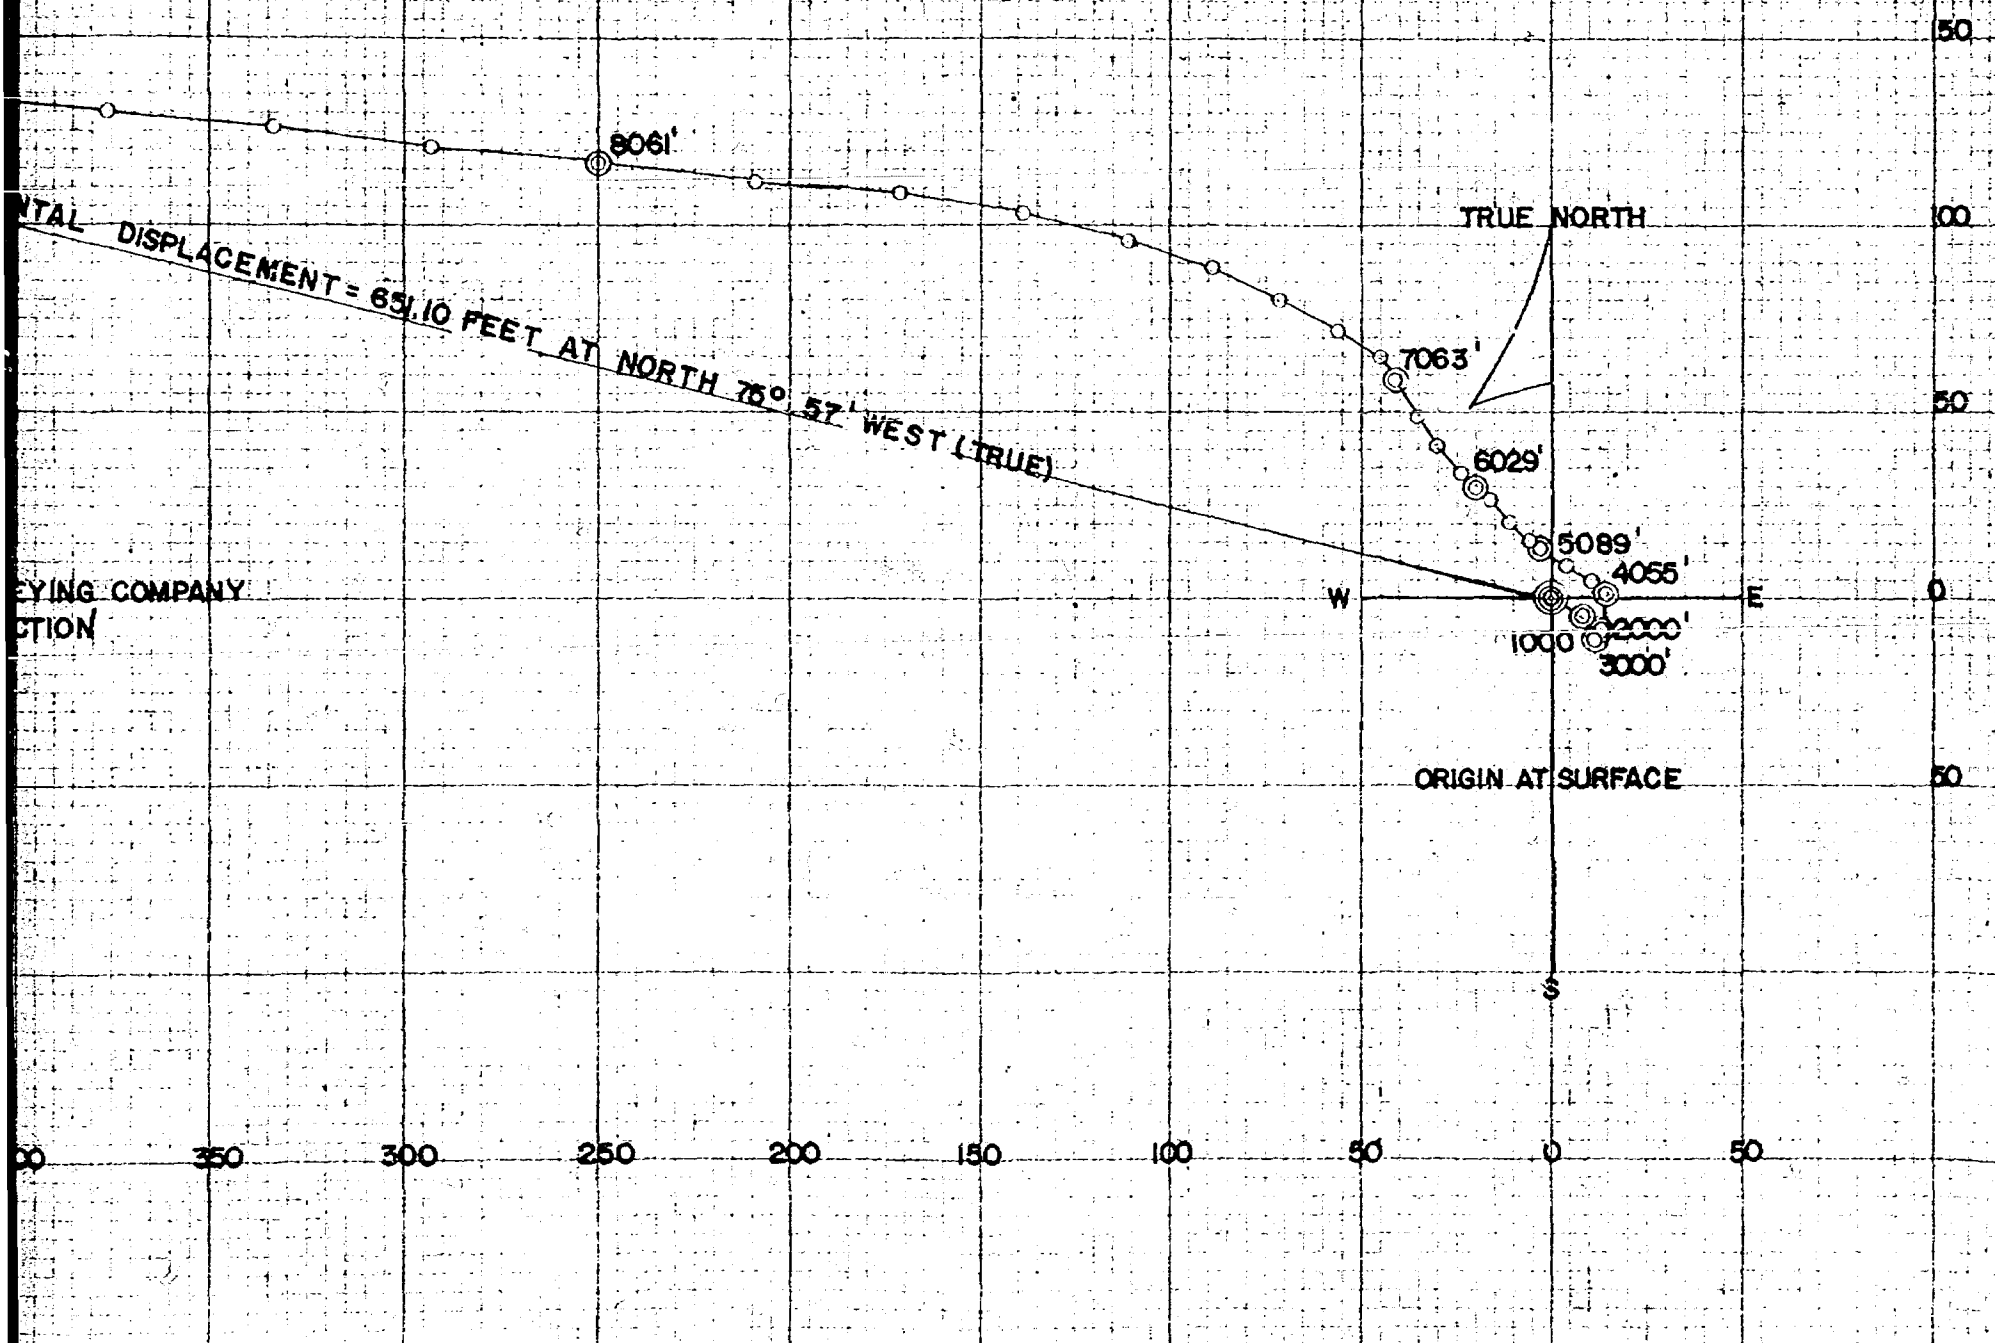 150
8061'
NTAL DISPLACEMENT = 651.10 FEET AT NORTH 75° 57' WEST (TRUE)
TRUE NORTH
100
7063'
50
6029'
5089'
4055'
EYING COMPANY
CTION
W
E
0
1000
2000'
3000'
ORIGIN AT SURFACE
50
S
00 350 300 250 200 150 100 50 0 50